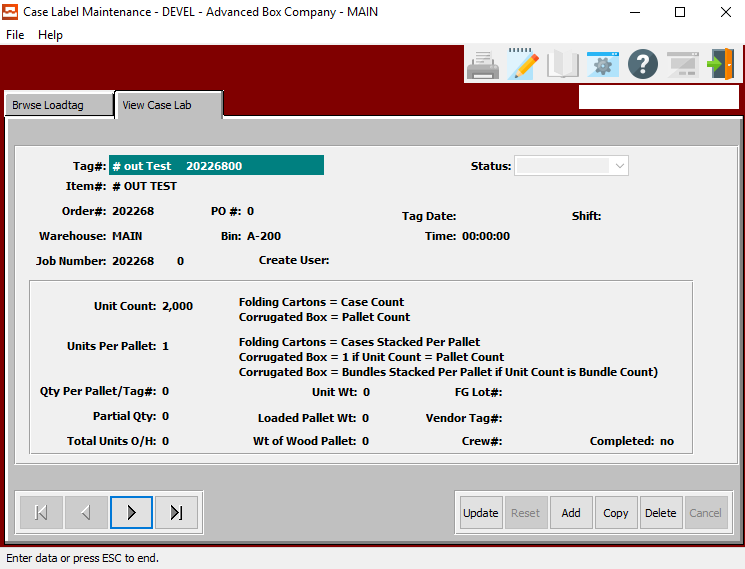 Case Label Maintenance - DEVEL - Advanced Box Company - MAIN
File Help
Brwse Loadtag View Case Lab
Tag#: # out Test 20226800 Status:
Item#: # OUT TEST
Order#: 202268 PO #: 0 Tag Date: Shift:
Warehouse: MAIN Bin: A-200 Time: 00:00:00
Job Number: 202268 0 Create User:
Unit Count: 2,000 Folding Cartons = Case Count
Corrugated Box = Pallet Count
Units Per Pallet: 1 Folding Cartons = Cases Stacked Per Pallet
Corrugated Box = 1 if Unit Count = Pallet Count
Corrugated Box = Bundles Stacked Per Pallet if Unit Count is Bundle Count)
Qty Per Pallet/Tag#: 0 Unit Wt: 0 FG Lot#:
Partial Qty: 0 Loaded Pallet Wt: 0 Vendor Tag#:
Total Units O/H: 0 Wt of Wood Pallet: 0 Crew#: Completed: no
Update Reset Add Copy Delete Cancel
Enter data or press ESC to end.